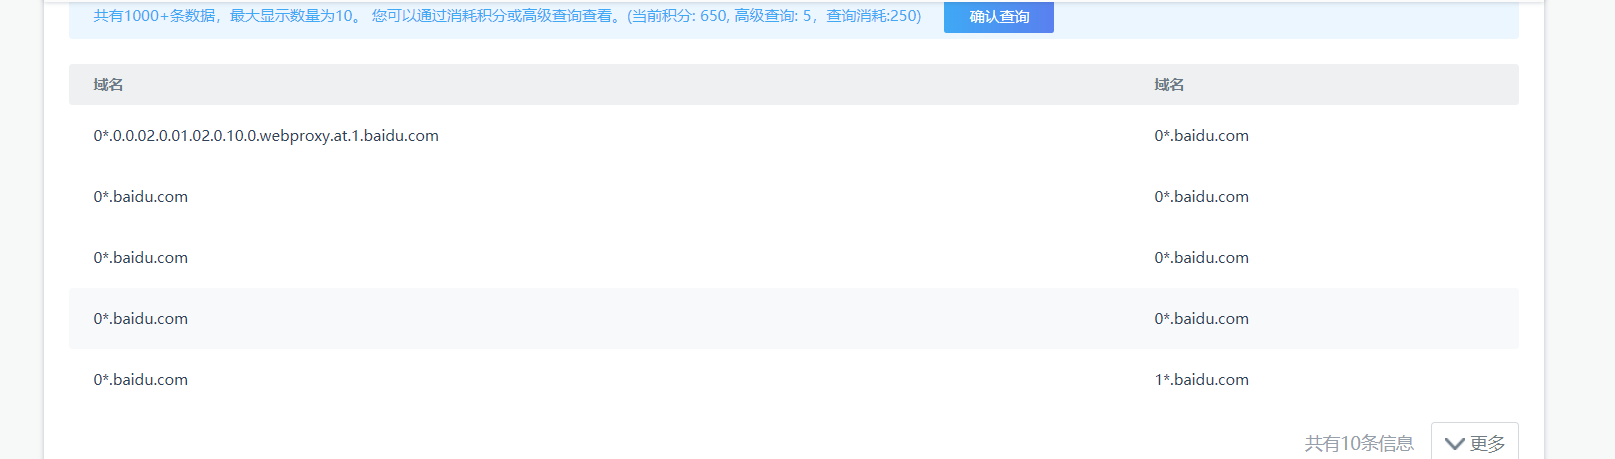 共有1000+条数据，最大显示数量为10。 您可以通过消耗积分或高级查询查看。(当前积分: 650, 高级查询: 5，查询消耗:250) 确认查询
域名 域名
0*.0.0.02.0.01.02.0.10.0.webproxy.at.1.baidu.com 0*.baidu.com
0*.baidu.com 0*.baidu.com
0*.baidu.com 0*.baidu.com
0*.baidu.com 0*.baidu.com
0*.baidu.com 1*.baidu.com
共有10条信息 更多